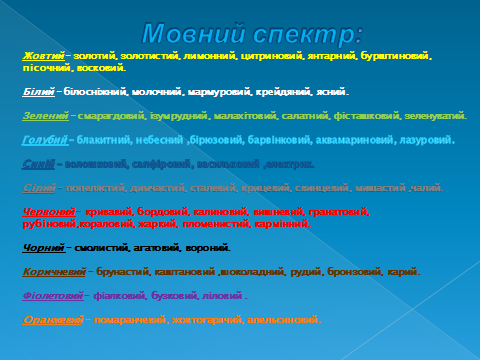 Мовний спектр:
Жовтий – золотий, золотистий, лимонний, цитриновий, янтарний, бурштиновий,
пісочний, восковий.
Білий – білосніжний, молочний, мармуровий, крейдяний, ясний.
Зелений – смарагдовий, ізумрудний, малахітовий, салатний, фісташковий, зеленуватий.
Голубий – блакитний, небесний ,бірюзовий, барвінковий, аквамариновий, лазуровий.
Синій – волошковий, сапфіровий, васильковий ,електрик.
Сірий – попелястий, димчастий, сталевий, крицевий, свинцевий, мишастий ,чалий.
Червоний – кривавий, бордовий, калиновий, вишневий, гранатовий,
рубіновий,кораловий, жаркий, пломенистий, кармінний.
Чорний – смолистий, агатовий, вороний.
Коричневий – брунастий, каштановий ,шоколадний, рудий, бронзовий, карий.
Фіолетовий – фіалковий, бузковий, ліловий .
Оранжевий – помаранчевий, жовтогарячий, апельсиновий.